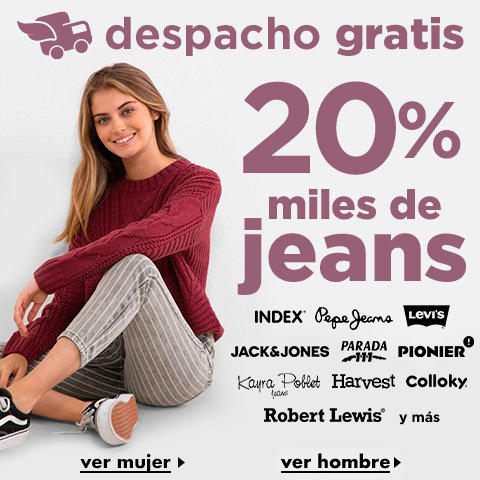 despacho gratis
20%
miles de
jeans
INDEX® Pepe Jeans LEVI'S
JACK&JONES PARADA 111 PIONIER®
Kayra Poblet jeans Harvest Colloky®
Robert Lewis® y más
ver mujer ver hombre